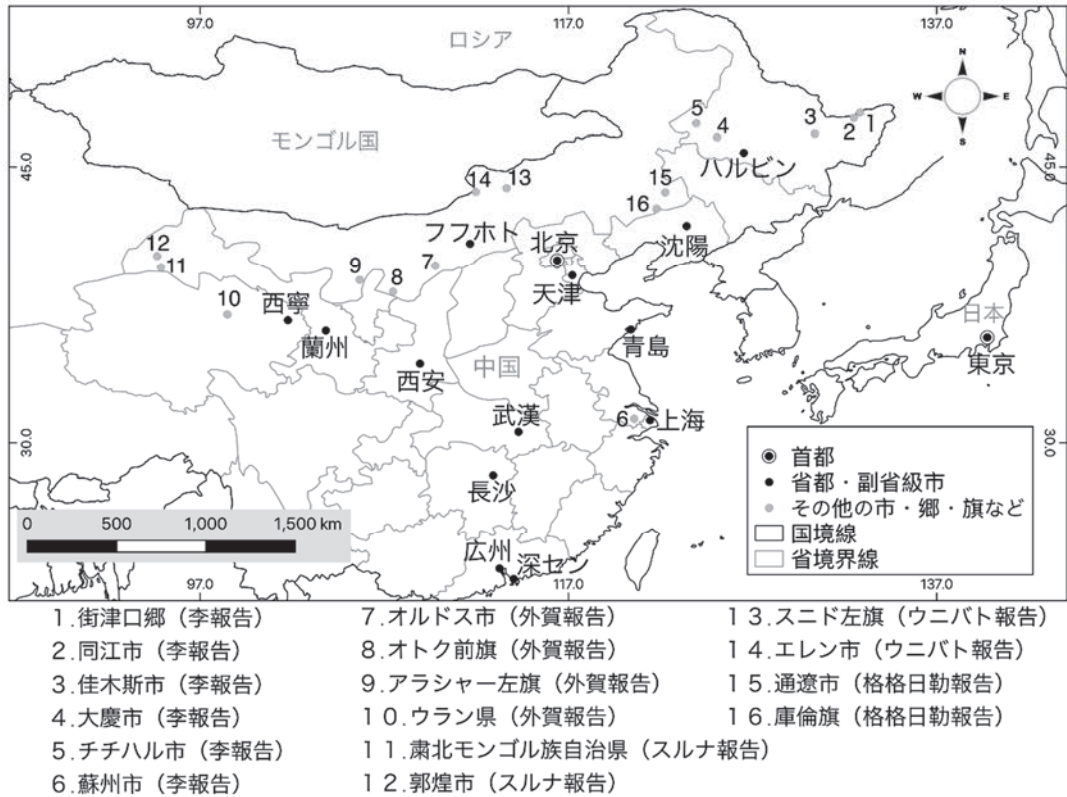 97.0 117.0 137.0
ロシア
N
W E
S
モンゴル国
5 4 3 2 1
ハルビン
45.0 45.0
14 13 15
16
フフホト 北京 沈陽
12
11 9 8 7 天津
10 西寧 日本
蘭州 青島 東京
西安 中国
武漢 6 上海
30.0 30.0
長沙
首都
省都・副省級市
その他の市・郷・旗など
国境線
省境界線
0 500 1,000 1,500 km
広州 深セン
97.0 117.0 137.0
1.街津口郷（李報告）
2.同江市（李報告）
3.佳木斯市（李報告）
4.大慶市（李報告）
5.チチハル市（李報告）
6.蘇州市（李報告）
7.オルドス市（外賀報告）
8.オトク前旗（外賀報告）
9.アラシャー左旗（外賀報告）
10.ウラン県（外賀報告）
11.粛北モンゴル族自治県（スルナ報告）
12.郭煌市（スルナ報告）
13.スニド左旗（ウニバト報告）
14.エレン市（ウニバト報告）
15.通遼市（格格日勒報告）
16.庫倫旗（格格日勒報告）